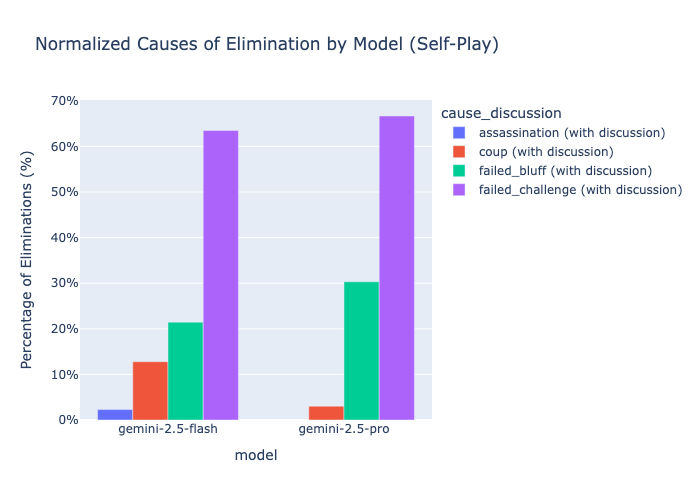 Normalized Causes of Elimination by Model (Self-Play)
70%
60%
50%
40%
30%
20%
10%
0%
Percentage of Eliminations (%)
gemini-2.5-flash
gemini-2.5-pro
model
cause_discussion
assassination (with discussion)
coup (with discussion)
failed_bluff (with discussion)
failed_challenge (with discussion)